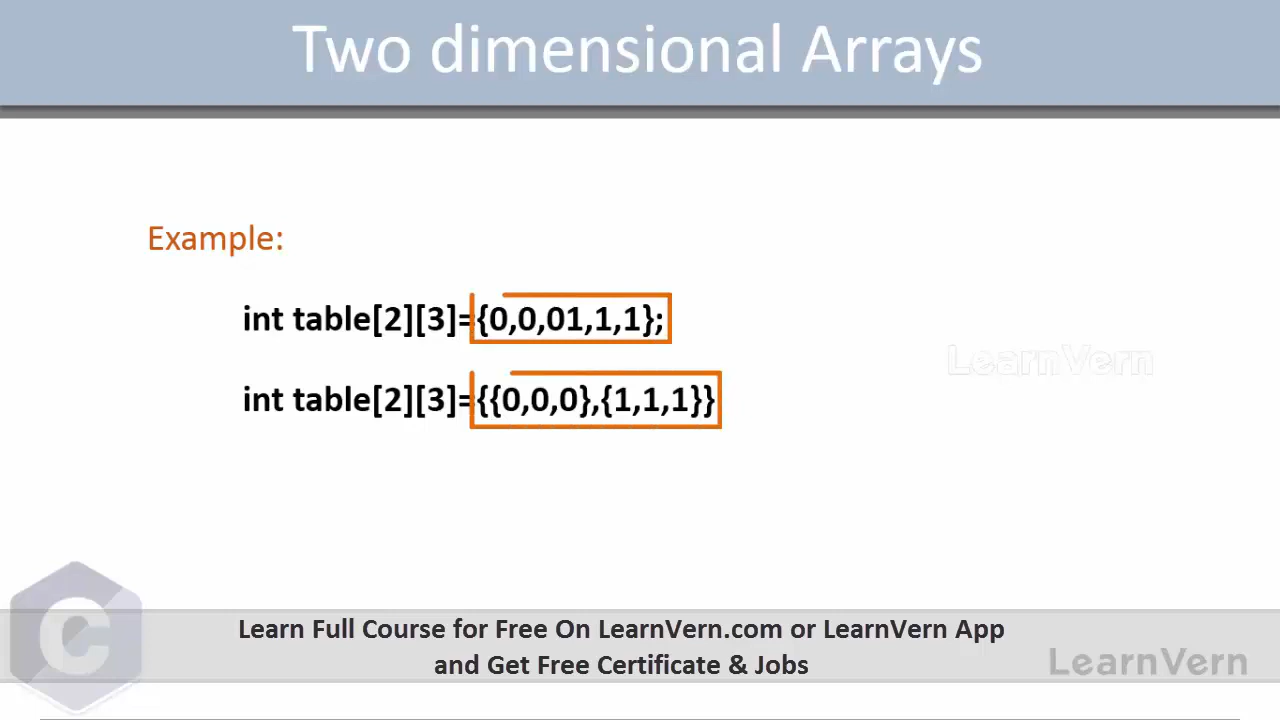 Two dimensional Arrays
Example:
int table[2][3]={0,0,01,1,1};
int table[2][3]={{0,0,0},{1,1,1}}
LearnVern
C
Learn Full Course for Free On LearnVern.com or LearnVern App
and Get Free Certificate & Jobs
LearnVern